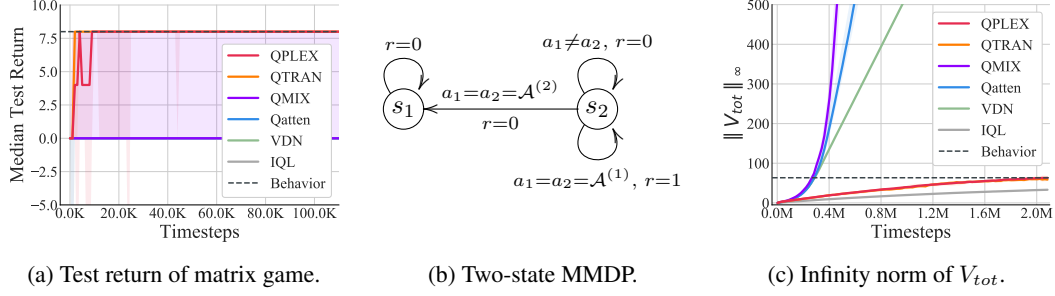 10.0
7.5
5.0
2.5
0.0
−2.5
−5.0
Median Test Return
0.0K 20.0K 40.0K 60.0K 80.0K 100.0K
Timesteps
QPLEX
QTRAN
QMIX
Qatten
VDN
IQL
Behavior
(a) Test return of matrix game.
r=0
a₁≠a₂, r=0
s₁
a₁=a₂=𝒜⁽²⁾
r=0
s₂
a₁=a₂=𝒜⁽¹⁾, r=1
(b) Two-state MMDP.
500
400
300
200
100
0
‖ V_tot ‖∞
0.0M 0.4M 0.8M 1.2M 1.6M 2.0M
Timesteps
QPLEX
QTRAN
QMIX
Qatten
VDN
IQL
Behavior
(c) Infinity norm of V_tot.